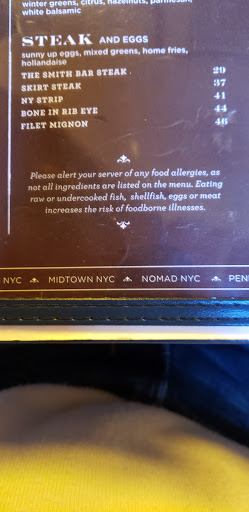 winter greens, citrus, hazelnuts, parmesan,
white balsamic
STEAK AND EGGS
sunny up eggs, mixed greens, home fries,
hollandaise
THE SMITH BAR STEAK . 29
SKIRT STEAK 37
NY STRIP 41
BONE IN RIB EYE 44
FILET MIGNON 46
Please alert your server of any food allergies, as
not all ingredients are listed on the menu. Eating
raw or undercooked fish, shellfish, eggs or meat
increases the risk of foodborne illnesses.
NYC MIDTOWN NYC NOMAD NYC PEN